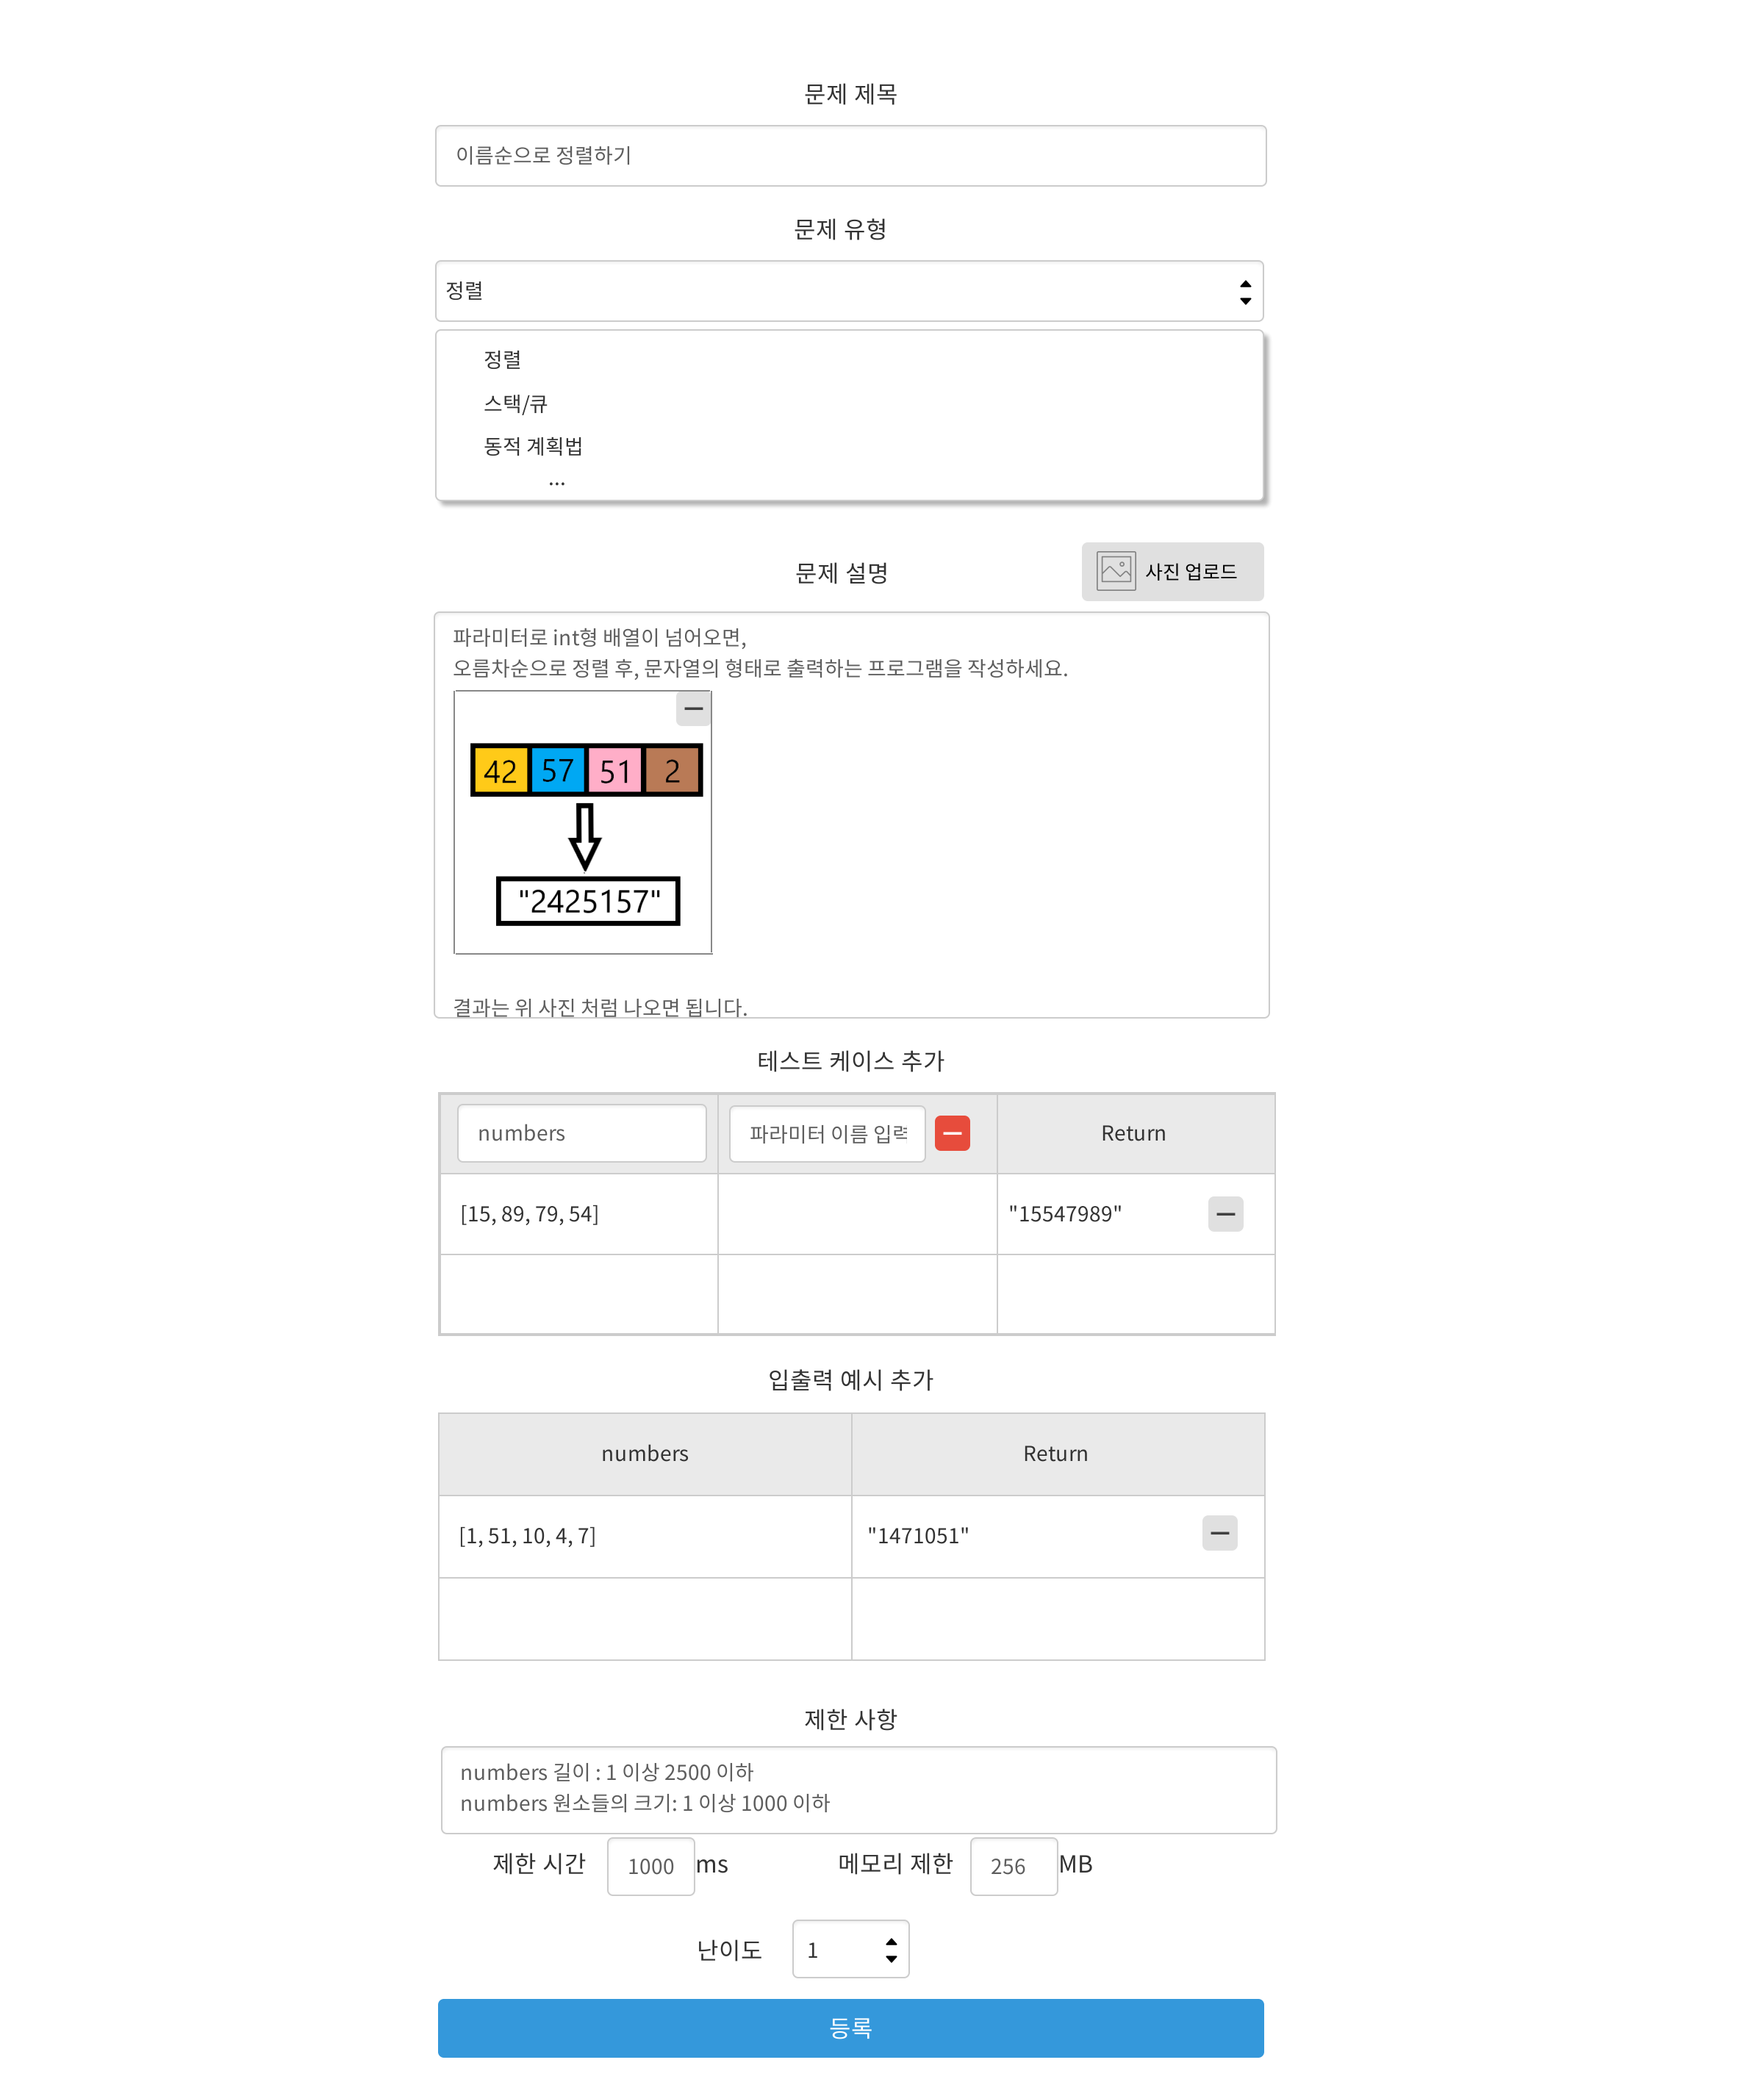 문제 제목
이름순으로 정렬하기
문제 유형
정렬
정렬
스택/큐
동적 계획법
...
문제 설명
사진 업로드
파라미터로 int형 배열이 넘어오면,
오름차순으로 정렬 후, 문자열의 형태로 출력하는 프로그램을 작성하세요.
42 57 51 2
"2425157"
결과는 위 사진 처럼 나오면 됩니다.
테스트 케이스 추가
numbers 파라미터 이름 입력 Return
[15, 89, 79, 54] "15547989"
입출력 예시 추가
numbers Return
[1, 51, 10, 4, 7] "1471051"
제한 사항
numbers 길이 : 1 이상 2500 이하
numbers 원소들의 크기: 1 이상 1000 이하
제한 시간 1000 ms 메모리 제한 256 MB
난이도 1
등록